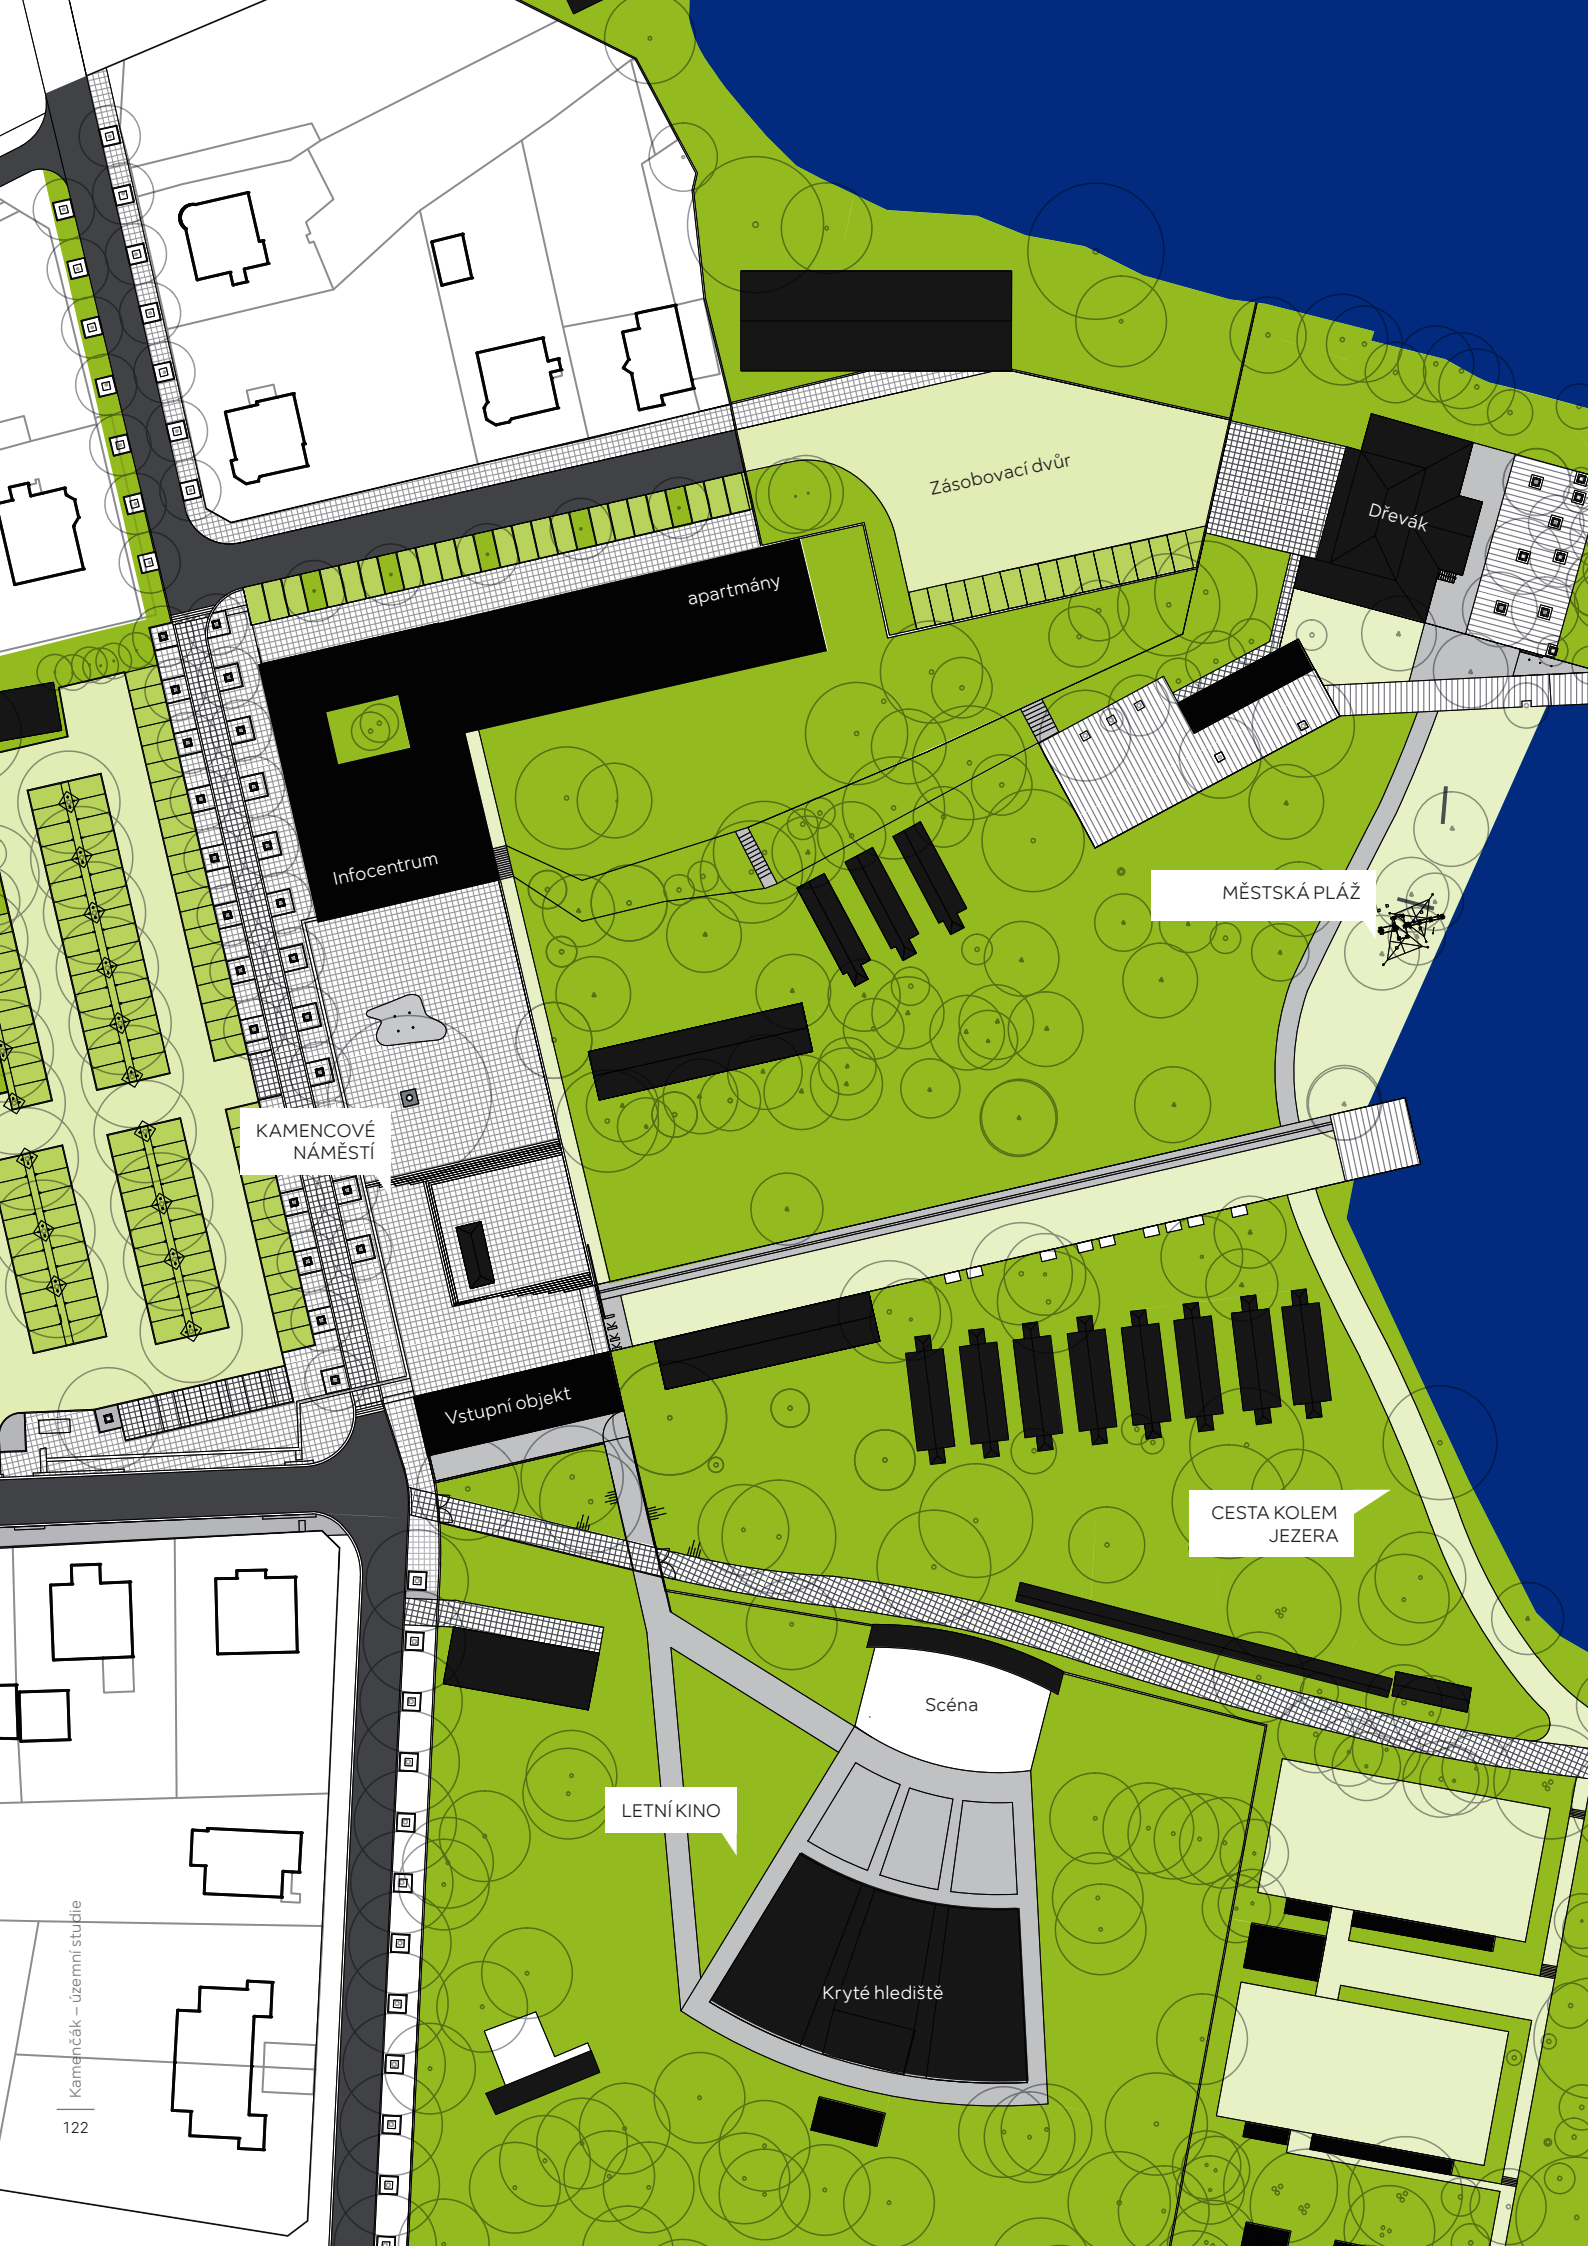 Zásobovací dvůr
Dřevák
apartmány
Infocentrum
MĚSTSKÁ PLÁŽ
KAMENCOVÉ
NÁMĚSTÍ
Vstupní objekt
CESTA KOLEM
JEZERA
Scéna
LETNÍ KINO
Kryté hlediště
Kamenčák – územní studie
122